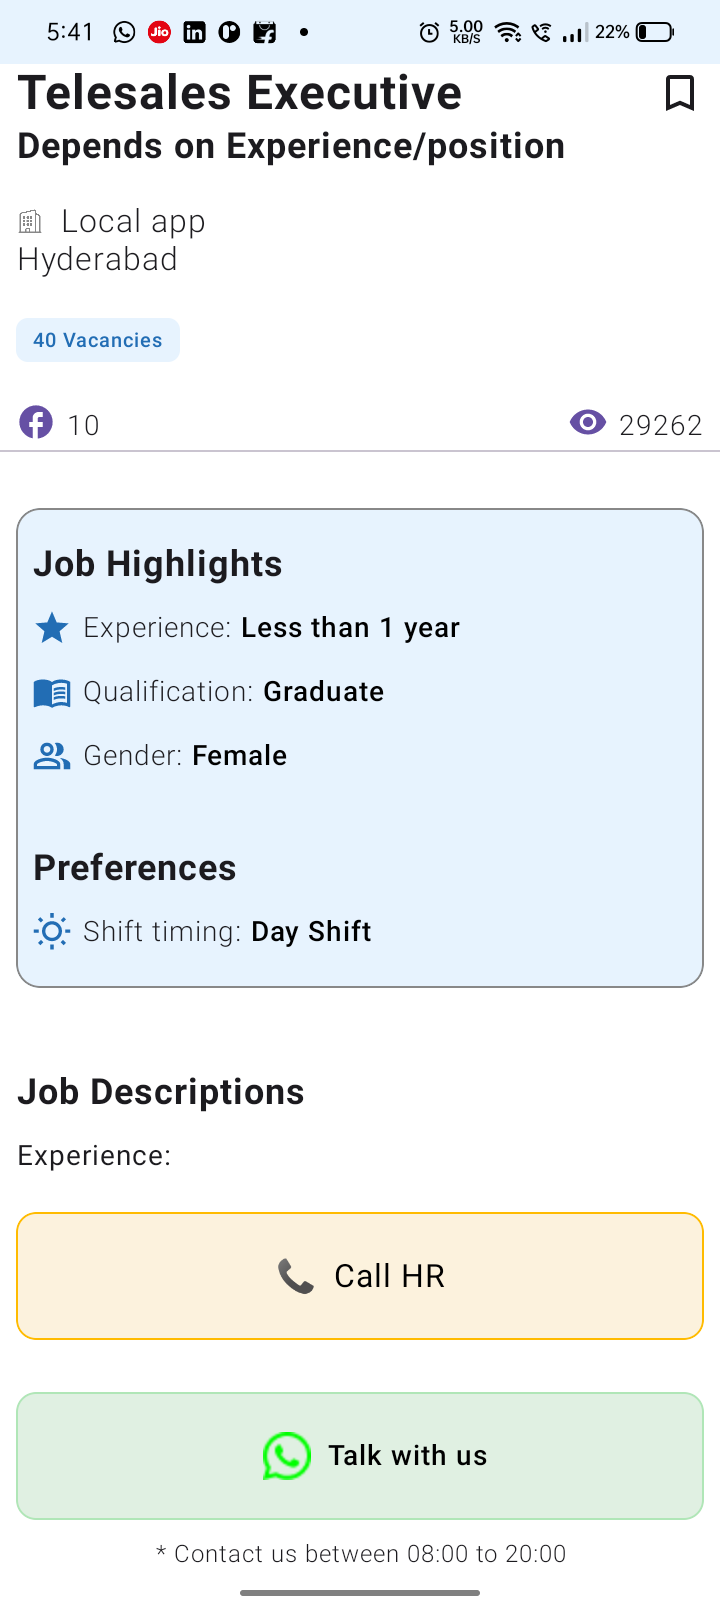 5:41 Jio in 5.00 KB/S 22%
Telesales Executive
Depends on Experience/position
Local app
Hyderabad
40 Vacancies
10 29262
Job Highlights
Experience: Less than 1 year
Qualification: Graduate
Gender: Female
Preferences
Shift timing: Day Shift
Job Descriptions
Experience:
Call HR
Talk with us
* Contact us between 08:00 to 20:00